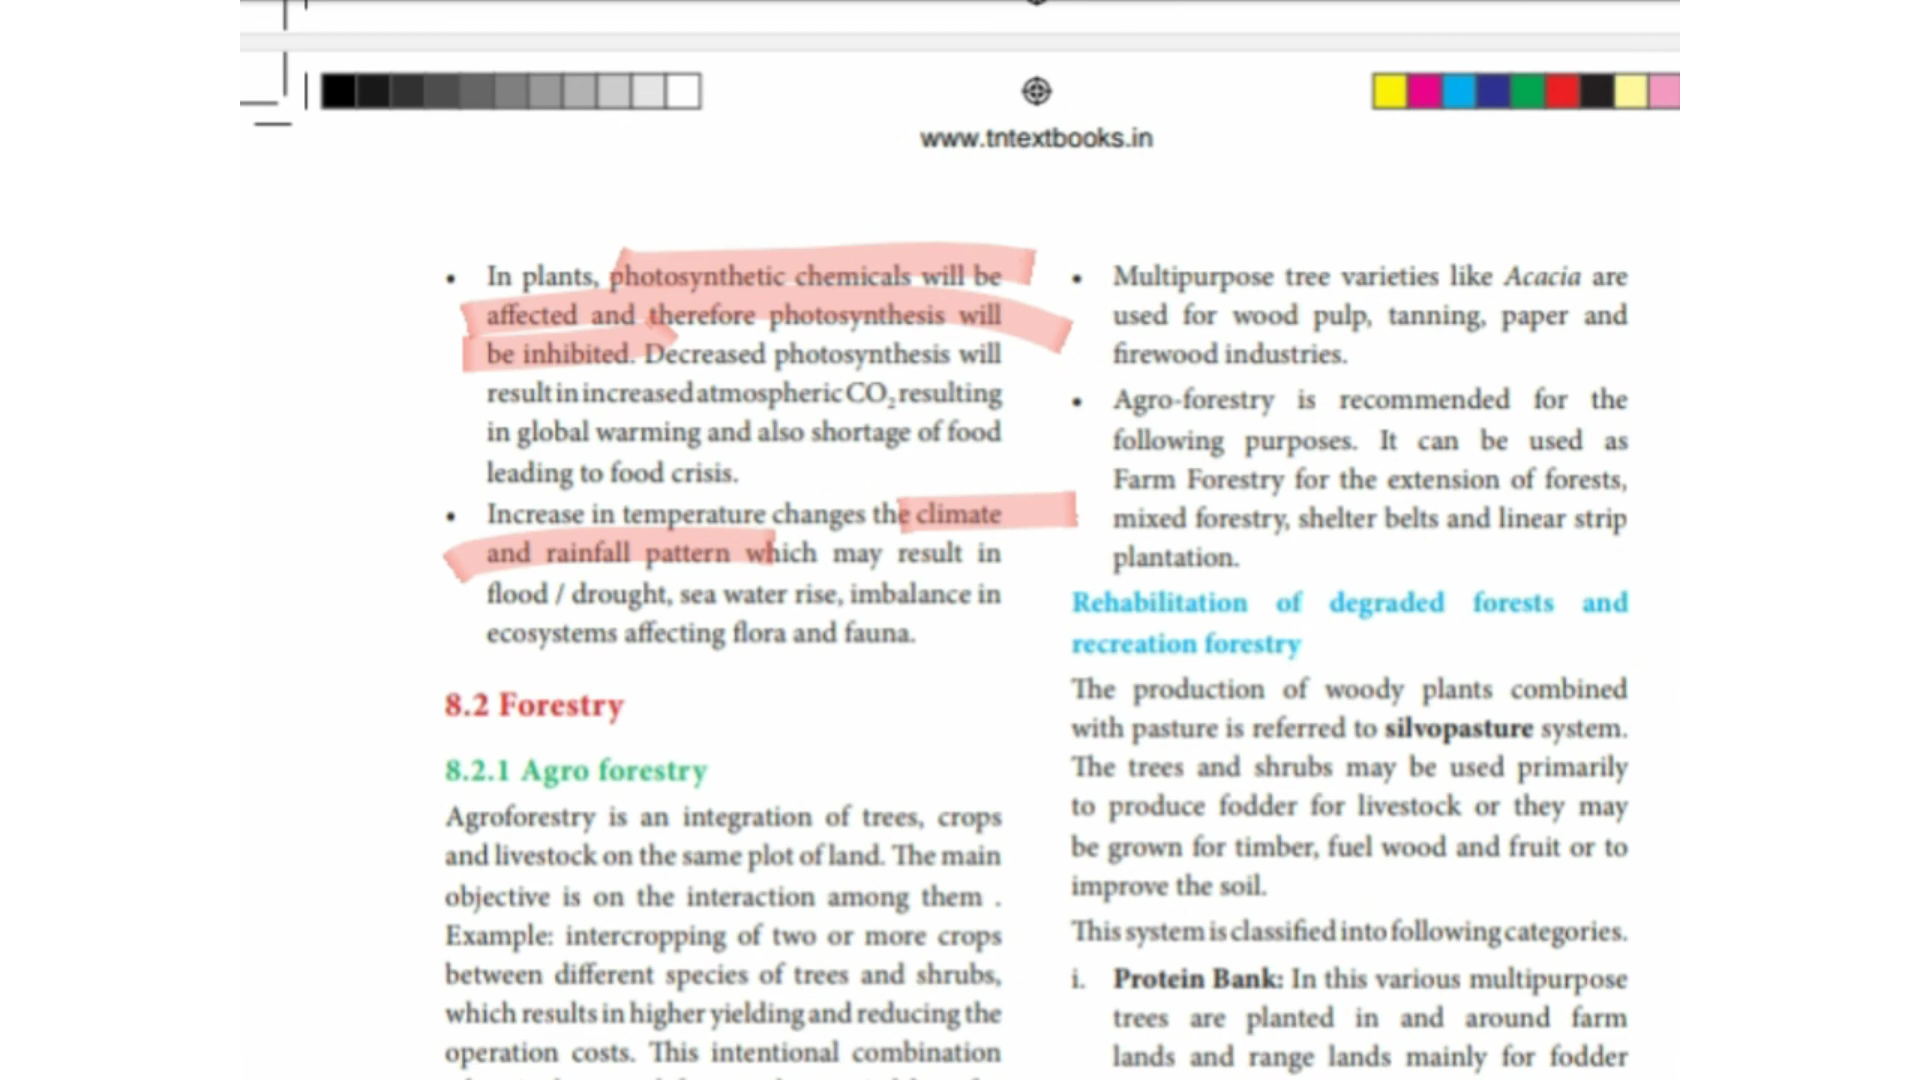 www.tntextbooks.in
• In plants, photosynthetic chemicals will be
affected and therefore photosynthesis will
be inhibited. Decreased photosynthesis will
result in increased atmospheric CO₂ resulting
in global warming and also shortage of food
leading to food crisis.
• Increase in temperature changes the climate
and rainfall pattern which may result in
flood / drought, sea water rise, imbalance in
ecosystems affecting flora and fauna.
8.2 Forestry
8.2.1 Agro forestry
Agroforestry is an integration of trees, crops
and livestock on the same plot of land. The main
objective is on the interaction among them .
Example: intercropping of two or more crops
between different species of trees and shrubs,
which results in higher yielding and reducing the
operation costs. This intentional combination
• Multipurpose tree varieties like Acacia are
used for wood pulp, tanning, paper and
firewood industries.
• Agro-forestry is recommended for the
following purposes. It can be used as
Farm Forestry for the extension of forests,
mixed forestry, shelter belts and linear strip
plantation.
Rehabilitation of degraded forests and
recreation forestry
The production of woody plants combined
with pasture is referred to silvopasture system.
The trees and shrubs may be used primarily
to produce fodder for livestock or they may
be grown for timber, fuel wood and fruit or to
improve the soil.
This system is classified into following categories.
i. Protein Bank: In this various multipurpose
trees are planted in and around farm
lands and range lands mainly for fodder